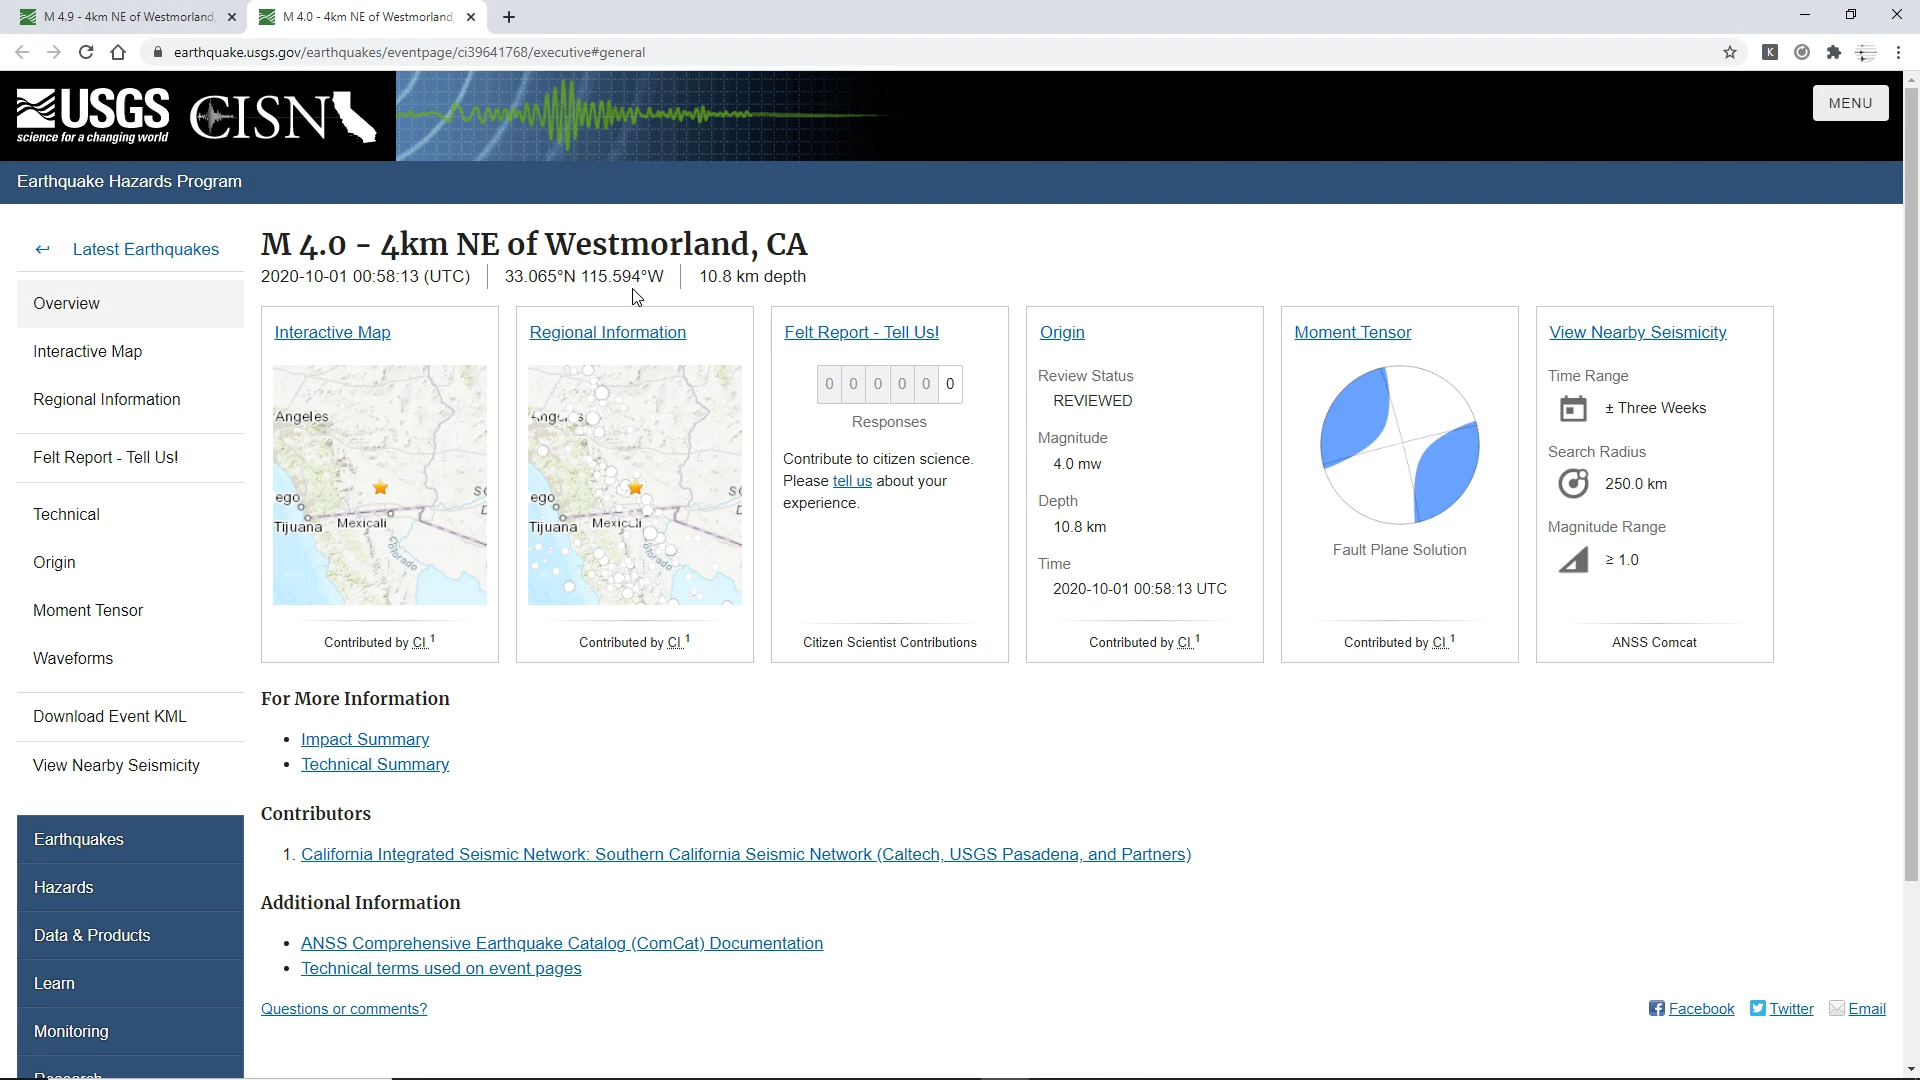 M 4.9 - 4km NE of Westmorland,
M 4.0 - 4km NE of Westmorland,
earthquake.usgs.gov/earthquakes/eventpage/ci39641768/executive#general
K
USGS
science for a changing world
CISN
MENU
Earthquake Hazards Program
Latest Earthquakes
Overview
Interactive Map
Regional Information
Felt Report - Tell Us!
Technical
Origin
Moment Tensor
Waveforms
Download Event KML
View Nearby Seismicity
Earthquakes
Hazards
Data & Products
Learn
Monitoring
Research
M 4.0 - 4km NE of Westmorland, CA
2020-10-01 00:58:13 (UTC)
33.065°N 115.594°W
10.8 km depth
Interactive Map
Angeles
ego
Tijuana
Mexicali
Colorado
Contributed by CI 1
Regional Information
Angeles
ego
Tijuana
Mexicali
Colorado
Contributed by CI 1
Felt Report - Tell Us!
0 0 0 0 0 0
Responses
Contribute to citizen science.
Please tell us about your
experience.
Citizen Scientist Contributions
Origin
Review Status
REVIEWED
Magnitude
4.0 mw
Depth
10.8 km
Time
2020-10-01 00:58:13 UTC
Contributed by CI 1
Moment Tensor
Fault Plane Solution
Contributed by CI 1
View Nearby Seismicity
Time Range
± Three Weeks
Search Radius
250.0 km
Magnitude Range
≥ 1.0
ANSS Comcat
For More Information
• Impact Summary
• Technical Summary
Contributors
1. California Integrated Seismic Network: Southern California Seismic Network (Caltech, USGS Pasadena, and Partners)
Additional Information
• ANSS Comprehensive Earthquake Catalog (ComCat) Documentation
• Technical terms used on event pages
Questions or comments?
Facebook
Twitter
Email